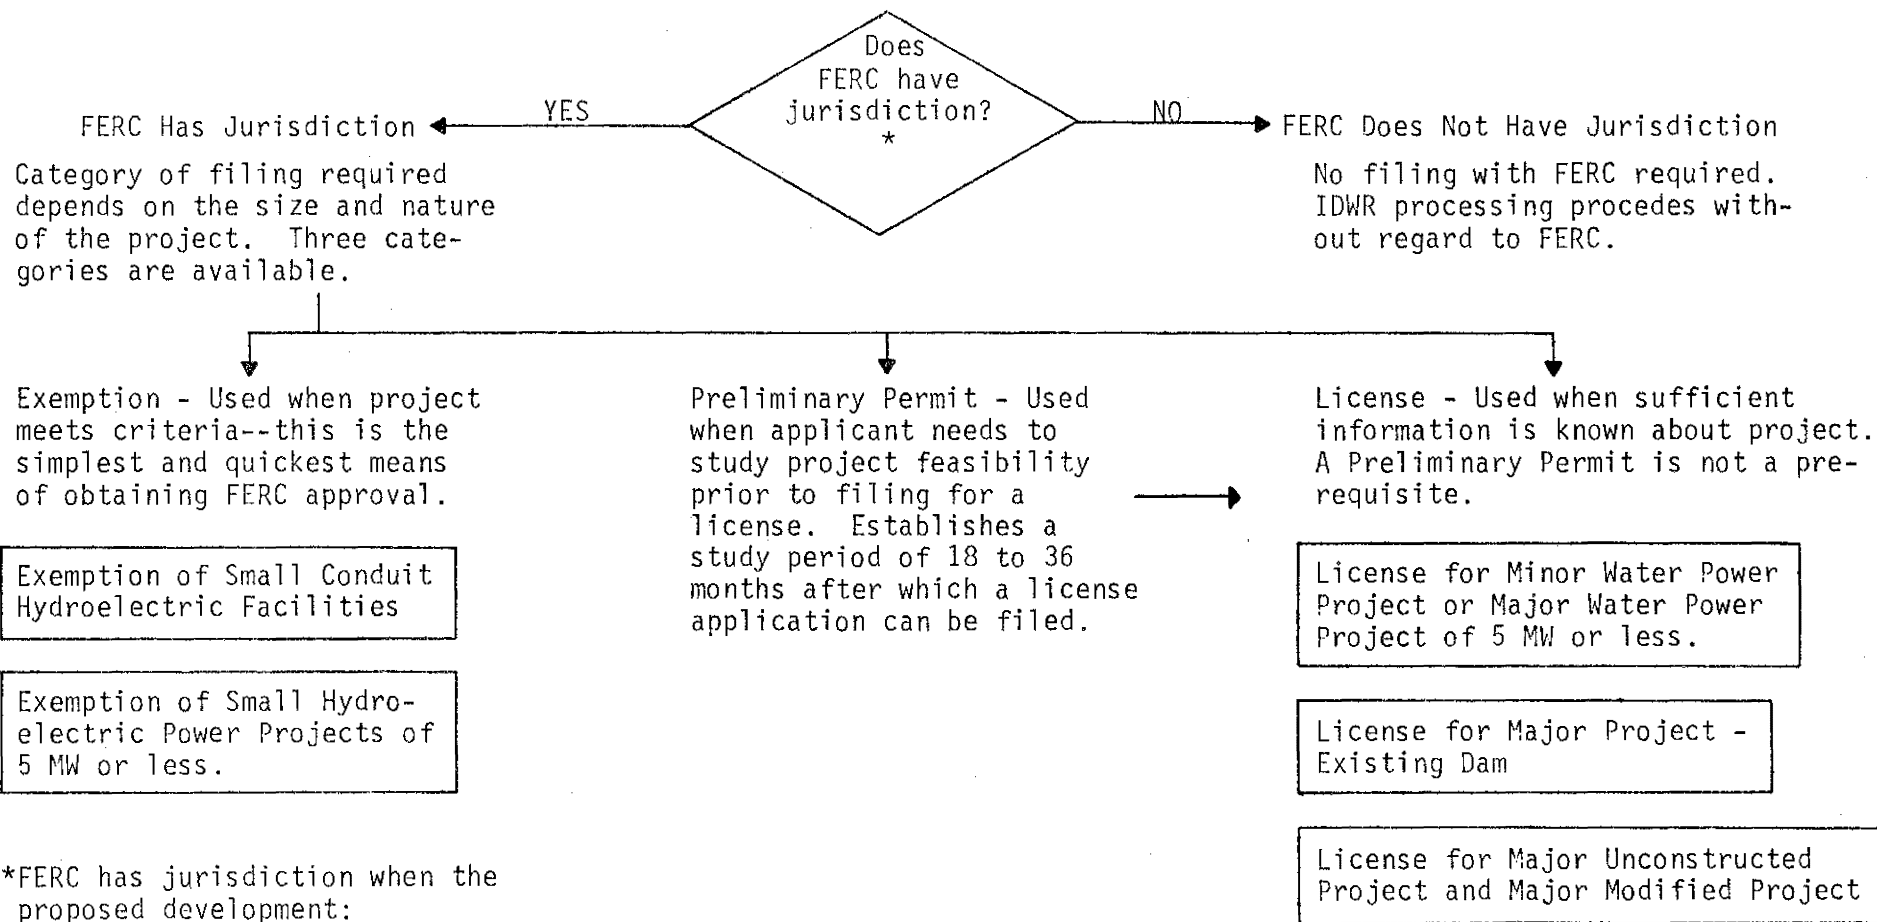 Does
FERC have
jurisdiction?
*
YES
NO
FERC Has Jurisdiction
Category of filing required
depends on the size and nature
of the project. Three cate-
gories are available.
FERC Does Not Have Jurisdiction
No filing with FERC required.
IDWR processing procedes with-
out regard to FERC.
Exemption - Used when project
meets criteria--this is the
simplest and quickest means
of obtaining FERC approval.
Exemption of Small Conduit
Hydroelectric Facilities
Exemption of Small Hydro-
electric Power Projects of
5 MW or less.
Preliminary Permit - Used
when applicant needs to
study project feasibility
prior to filing for a
license. Establishes a
study period of 18 to 36
months after which a license
application can be filed.
License - Used when sufficient
information is known about project.
A Preliminary Permit is not a pre-
requisite.
License for Minor Water Power
Project or Major Water Power
Project of 5 MW or less.
License for Major Project -
Existing Dam
License for Major Unconstructed
Project and Major Modified Project
*FERC has jurisdiction when the
proposed development: